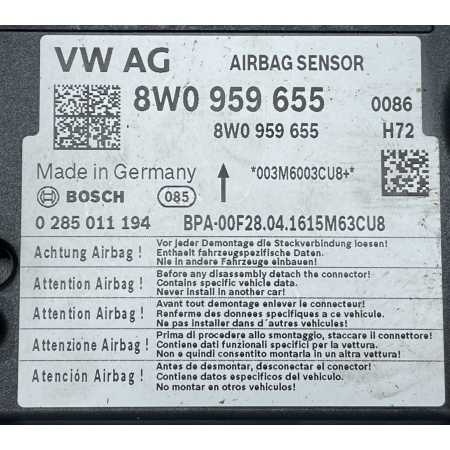 VW AG AIRBAG SENSOR
8W0 959 655 0086
8W0 959 655 H72
Made in Germany *003M6003CU8+*
BOSCH 085
0 285 011 194 BPA-00F28.04.1615M63CU8
Achtung Airbag ! Vor jeder Demontage die Steckverbindung loesen!
Enthaelt fahrzeugspezifische Daten.
Nie in andere Fahrzeuge einbauen!
Attention Airbag ! Before any disassembly detach the connector!
Contains specific vehicle data.
Never install in another car!
Attention Airbag ! Avant tout demontage enlever le connecteur!
Renferme des donnees specifiques a ce vehicule.
Ne pas installer dans d´autres vehicules!
Attenzione Airbag ! Prima di procedere allo smontaggio, staccare il connettore!
Contiene dati funzionali specifici per la vettura.
Non e quindi consentito montarla in un altra vettura!
Atención Airbag ! Antes de desmontar, desconectar el conector!
Contiene datos especificos del vehiculo.
No montar en otros vehiculos!